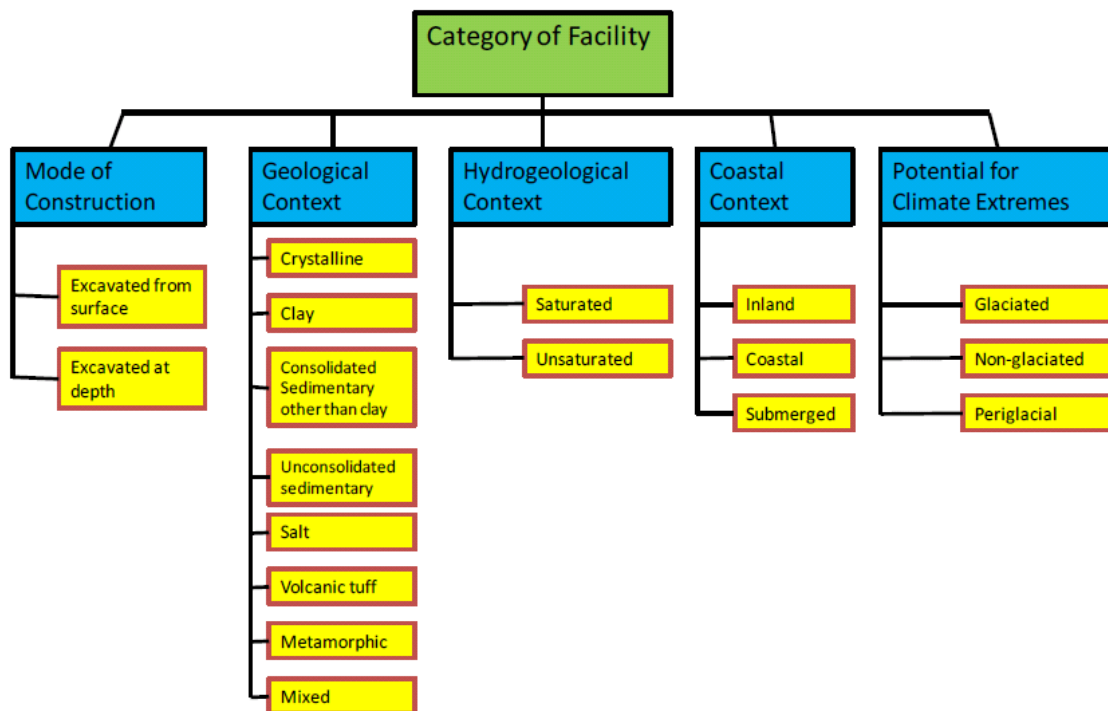 Category of Facility
Mode of
Construction
Excavated from
surface
Excavated at
depth
Geological
Context
Crystalline
Clay
Consolidated
Sedimentary
other than clay
Unconsolidated
sedimentary
Salt
Volcanic tuff
Metamorphic
Mixed
Hydrogeological
Context
Saturated
Unsaturated
Coastal
Context
Inland
Coastal
Submerged
Potential for
Climate Extremes
Glaciated
Non-glaciated
Periglacial